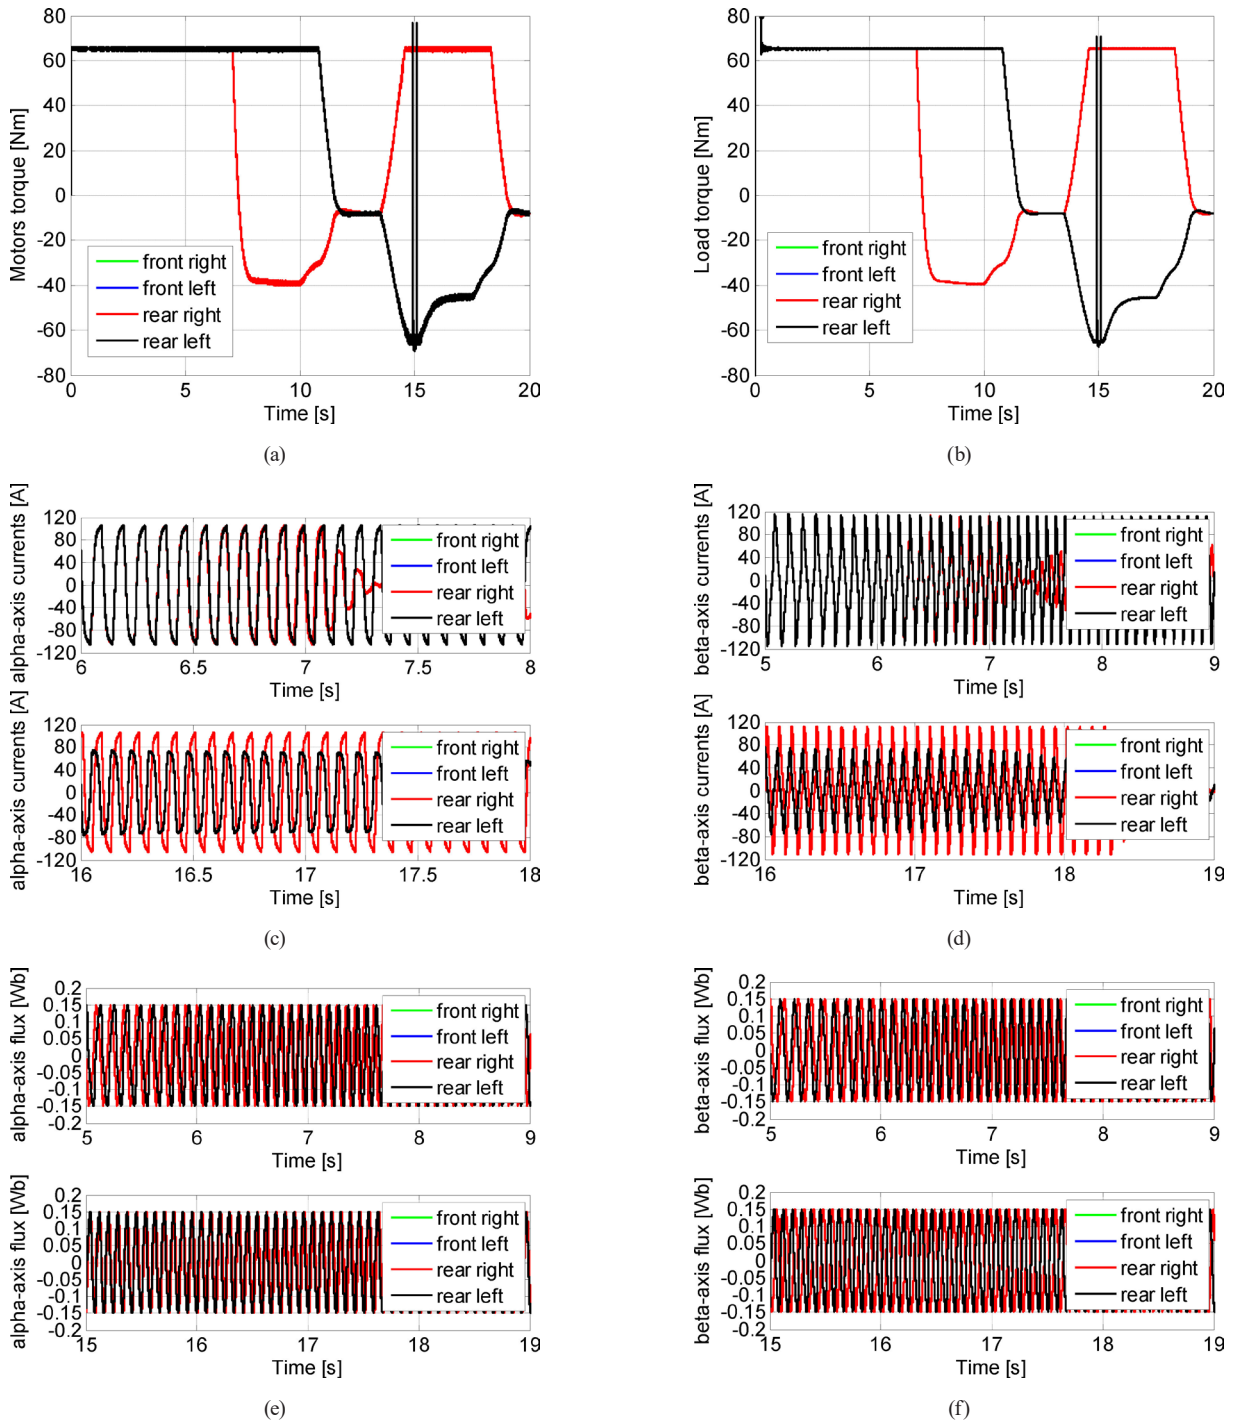 Motors torque [Nm]
80
60
40
20
0
-20
-40
-60
-80
front right
front left
rear right
rear left
0 5 10 15 20
Time [s]
(a)
Load torque [Nm]
80
60
40
20
0
-20
-40
-60
-80
front right
front left
rear right
rear left
0 5 10 15 20
Time [s]
(b)
alpha-axis currents [A]
120
80
40
0
-40
-80
-120
front right
front left
rear right
rear left
6 6.5 7 7.5 8
Time [s]
alpha-axis currents [A]
120
80
40
0
-40
-80
-120
front right
front left
rear right
rear left
16 16.5 17 17.5 18
Time [s]
(c)
beta-axis currents [A]
120
80
40
0
-40
-80
-120
front right
front left
rear right
rear left
5 6 7 8 9
Time [s]
beta-axis currents [A]
120
80
40
0
-40
-80
-120
front right
front left
rear right
rear left
16 17 18 19
Time [s]
(d)
alpha-axis flux [Wb]
0.2
0.15
0.1
0.05
0
-0.05
-0.1
-0.15
-0.2
front right
front left
rear right
rear left
5 6 7 8 9
Time [s]
alpha-axis flux [Wb]
0.2
0.15
0.1
0.05
0
-0.05
-0.1
-0.15
-0.2
front right
front left
rear right
rear left
15 16 17 18 19
Time [s]
(e)
beta-axis flux [Wb]
0.2
0.15
0.1
0.05
0
-0.05
-0.1
-0.15
-0.2
front right
front left
rear right
rear left
5 6 7 8 9
Time [s]
beta-axis flux [Wb]
0.2
0.15
0.1
0.05
0
-0.05
-0.1
-0.15
-0.2
front right
front left
rear right
rear left
15 16 17 18 19
Time [s]
(f)